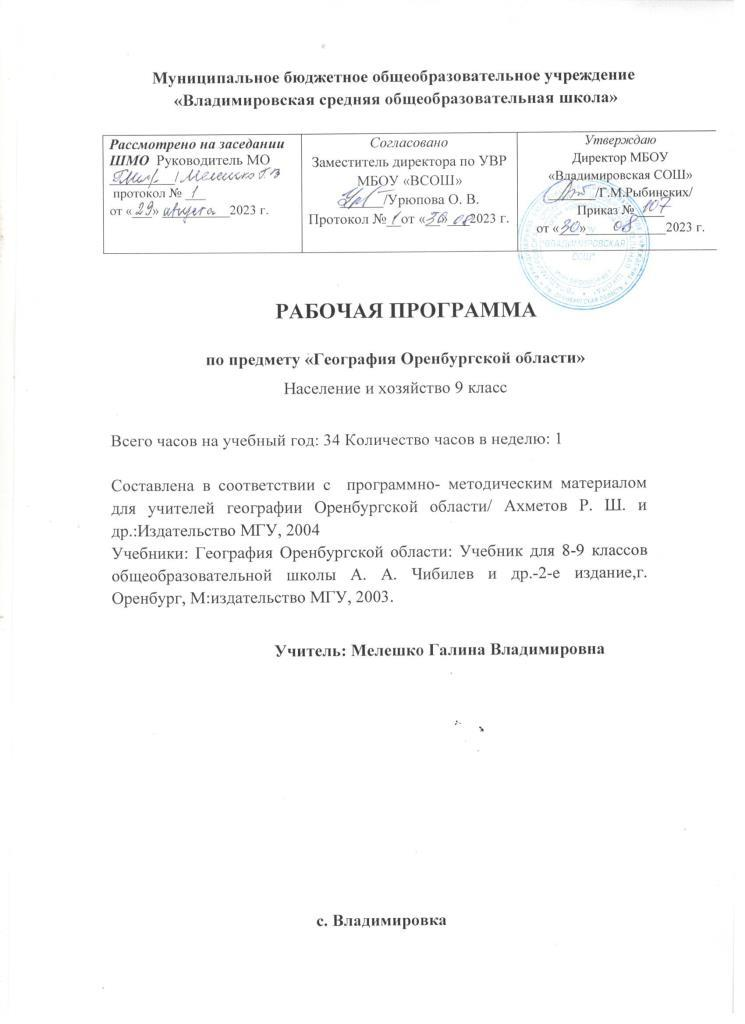 Муниципальное бюджетное общеобразовательное учреждение
«Владимировская средняя общеобразовательная школа»
Рассмотрено на заседании
ШМО Руководитель МО
/ Мелешко Г.В
протокол № 1
от « 29» августа 2023 г.
Согласовано
Заместитель директора по УВР
МБОУ «ВСОШ»
/Урюпова О. В.
Протокол № 1 от «30» 08 2023 г.
Утверждаю
Директор МБОУ
«Владимировская СОШ»
/Г.М.Рыбинских/
Приказ № 107
от «30» 08 2023 г.
"ВЛАДИМИРОВСКАЯ
СОШ"
РАБОЧАЯ ПРОГРАММА
по предмету «География Оренбургской области»
Население и хозяйство 9 класс
Всего часов на учебный год: 34 Количество часов в неделю: 1
Составлена в соответствии с программно- методическим материалом
для учителей географии Оренбургской области/ Ахметов Р. Ш. и
др.:Издательство МГУ, 2004
Учебники: География Оренбургской области: Учебник для 8-9 классов
общеобразовательной школы А. А. Чибилев и др.-2-е издание,г.
Оренбург, М:издательство МГУ, 2003.
Учитель: Мелешко Галина Владимировна
с. Владимировка